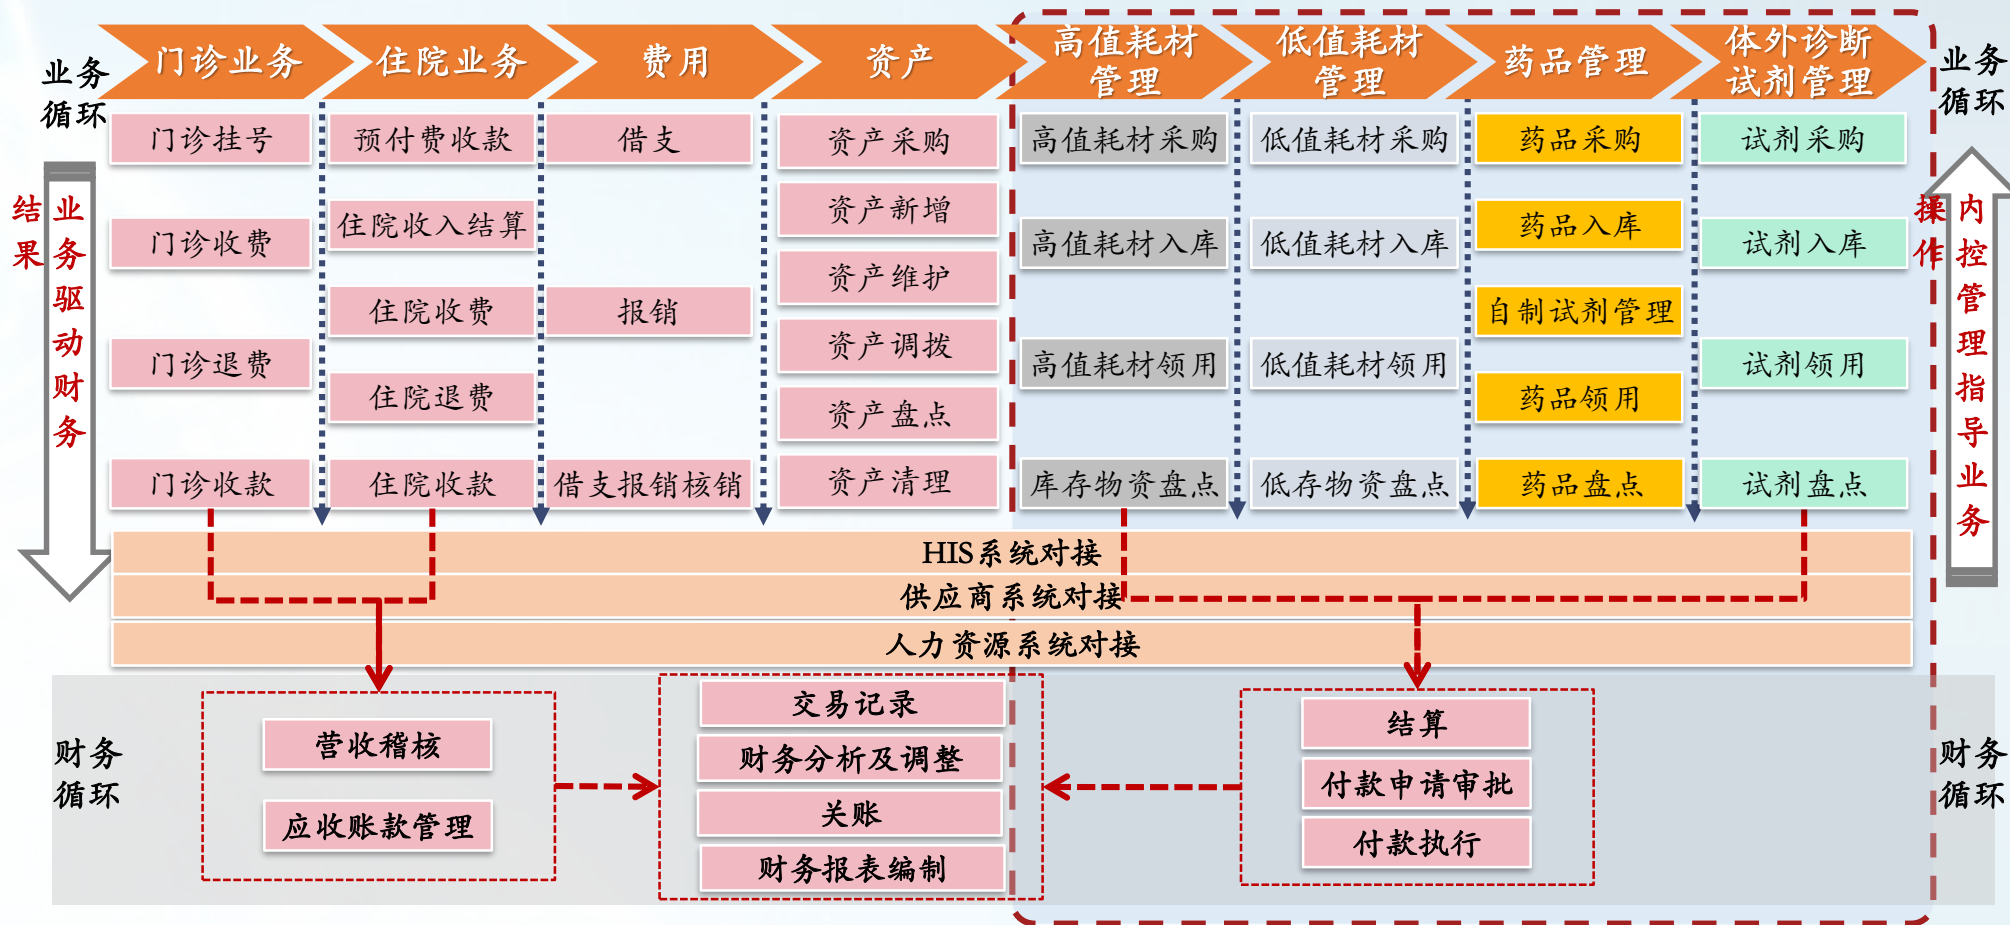 门诊业务
住院业务
费用
资产
高值耗材
管理
低值耗材
管理
药品管理
体外诊断
试剂管理
业务
循环
业务
循环
门诊挂号
预付费收款
借支
资产采购
高值耗材采购
低值耗材采购
药品采购
试剂采购
资产新增
住院收入结算
药品入库
门诊收费
高值耗材入库
低值耗材入库
试剂入库
资产维护
住院收费
报销
自制试剂管理
资产调拨
门诊退费
高值耗材领用
低值耗材领用
试剂领用
住院退费
药品领用
资产盘点
门诊收款
住院收款
借支报销核销
资产清理
库存物资盘点
低存物资盘点
药品盘点
试剂盘点
业务驱动财务
结果
内控管理指导业务
操作
HIS系统对接
供应商系统对接
人力资源系统对接
财务
循环
营收稽核
应收账款管理
交易记录
财务分析及调整
关账
财务报表编制
结算
付款申请审批
付款执行
财务
循环